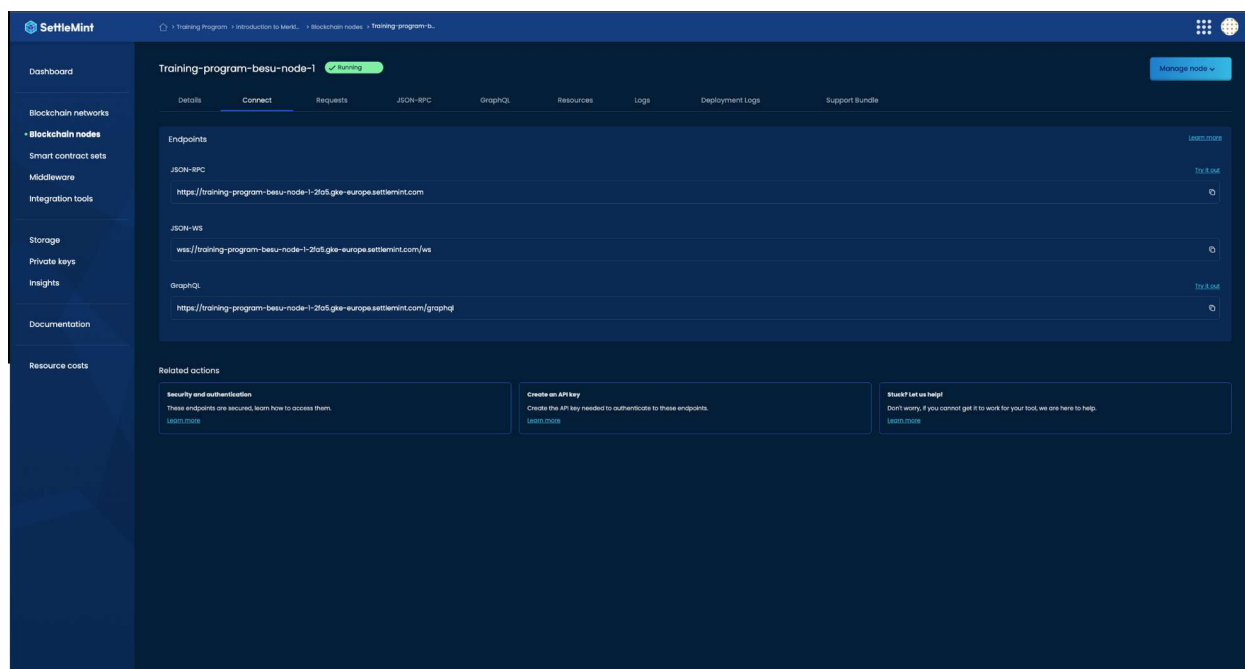 SettleMint
Training Program > Introduction to Merkl... > Blockchain nodes > Training-program-b...
Dashboard
Blockchain networks
Blockchain nodes
Smart contract sets
Middleware
Integration tools
Storage
Private keys
Insights
Documentation
Resource costs
Training-program-besu-node-1 Running
Manage node
Details Connect Requests JSON-RPC GraphQL Resources Logs Deployment Logs Support Bundle
Endpoints Learn more
JSON-RPC Try it out
https://training-program-besu-node-1-2fa5.gke-europe.settlemint.com
JSON-WS
wss://training-program-besu-node-1-2fa5.gke-europe.settlemint.com/ws
GraphQL Try it out
https://training-program-besu-node-1-2fa5.gke-europe.settlemint.com/graphql
Related actions
Security and authentication
These endpoints are secured, learn how to access them.
Learn more
Create an API key
Create the API key needed to authenticate to these endpoints.
Learn more
Stuck? Let us help!
Don't worry, if you cannot get it to work for your tool, we are here to help.
Learn more